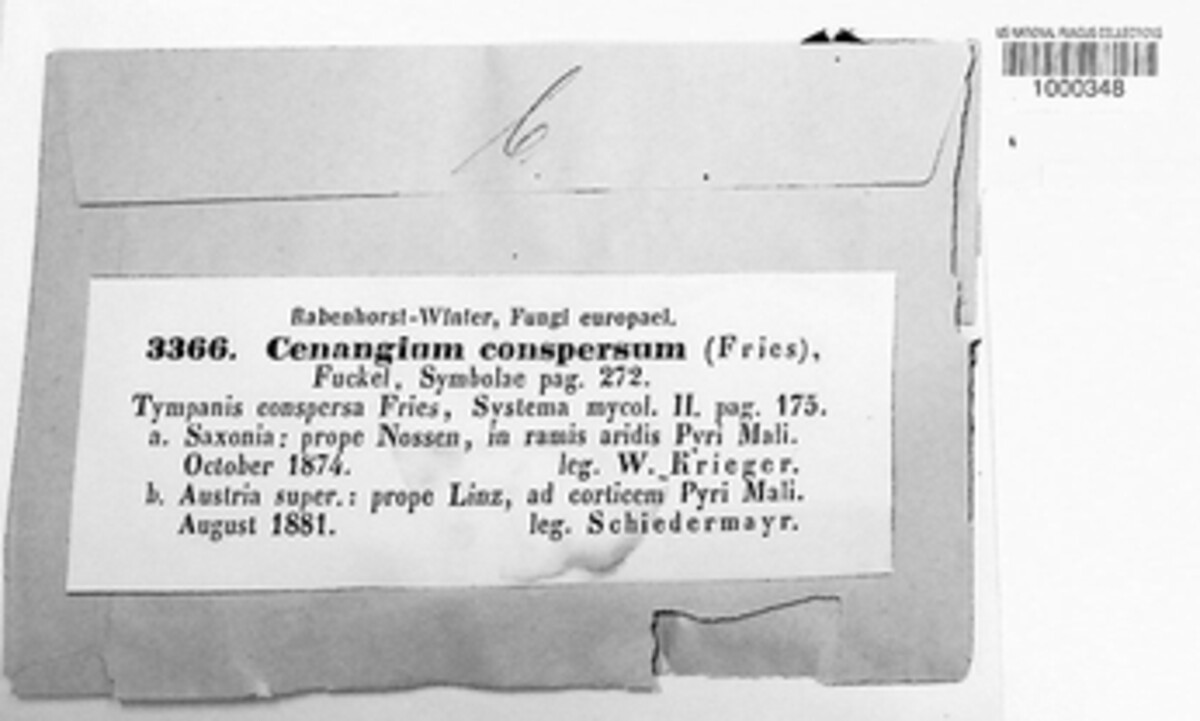 US NATIONAL FUNGUS COLLECTIONS
1000348
Rabenhorst-Winter, Fungi europaei.
3366. Cenangium conspersum (Fries),
Fuckel, Symbolae pag. 272.
Tympanis conspersa Fries, Systema mycol. II. pag. 175.
a. Saxonia: prope Nossen, in ramis aridis Pyri Mali.
October 1874. leg. W. Krieger.
b. Austria super.: prope Linz, ad corticem Pyri Mali.
August 1881. leg. Schiedermayr.